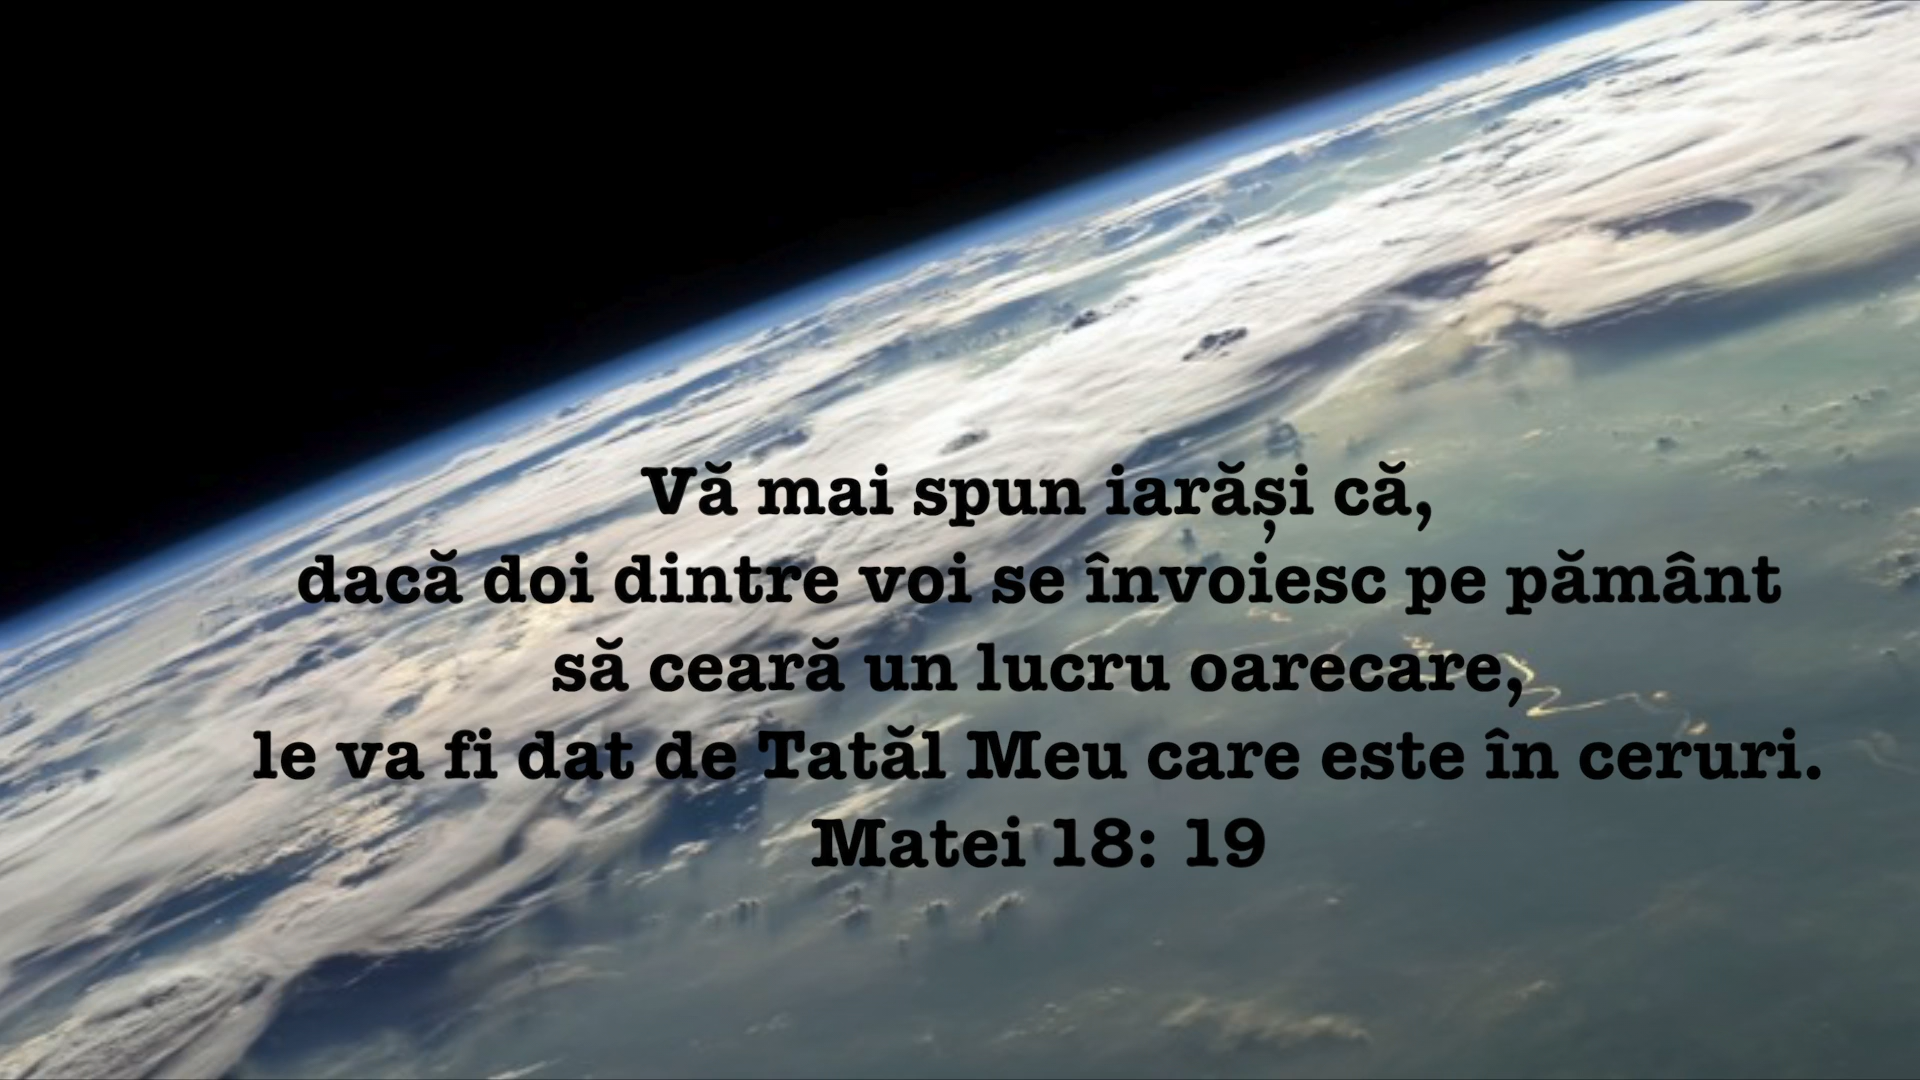 Vă mai spun iarăși că,
dacă doi dintre voi se învoiesc pe pământ
să ceară un lucru oarecare,
le va fi dat de Tatăl Meu care este în ceruri.
Matei 18: 19